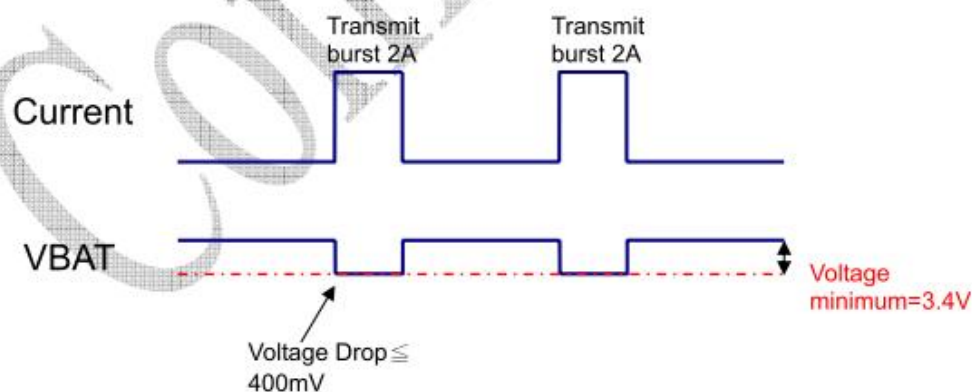 Transmit
burst 2A
Transmit
burst 2A
Current
VBAT
Voltage
minimum=3.4V
Voltage Drop≦
400mV